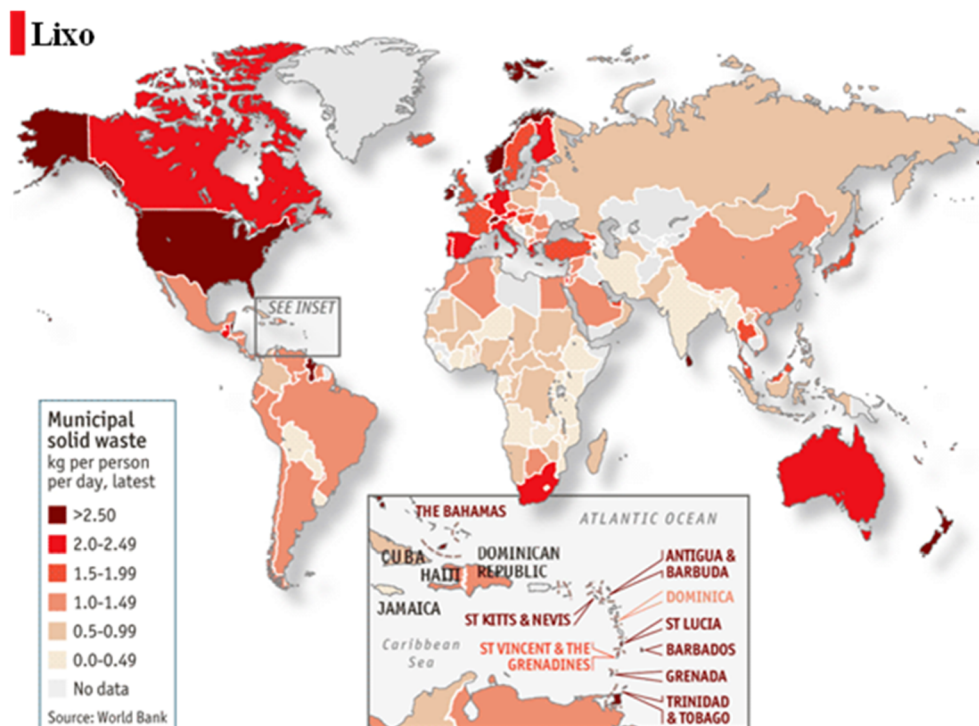 Lixo
SEE INSET
Municipal
solid waste
kg per person
per day, latest
>2.50
2.0-2.49
1.5-1.99
1.0-1.49
0.5-0.99
0.0-0.49
No data
Source: World Bank
THE BAHAMAS
ATLANTIC OCEAN
CUBA
HAITI
DOMINICAN
REPUBLIC
JAMAICA
ANTIGUA &
BARBUDA
DOMINICA
ST KITTS & NEVIS
ST LUCIA
Caribbean
Sea
ST VINCENT & THE
GRENADINES
BARBADOS
GRENADA
TRINIDAD
& TOBAGO